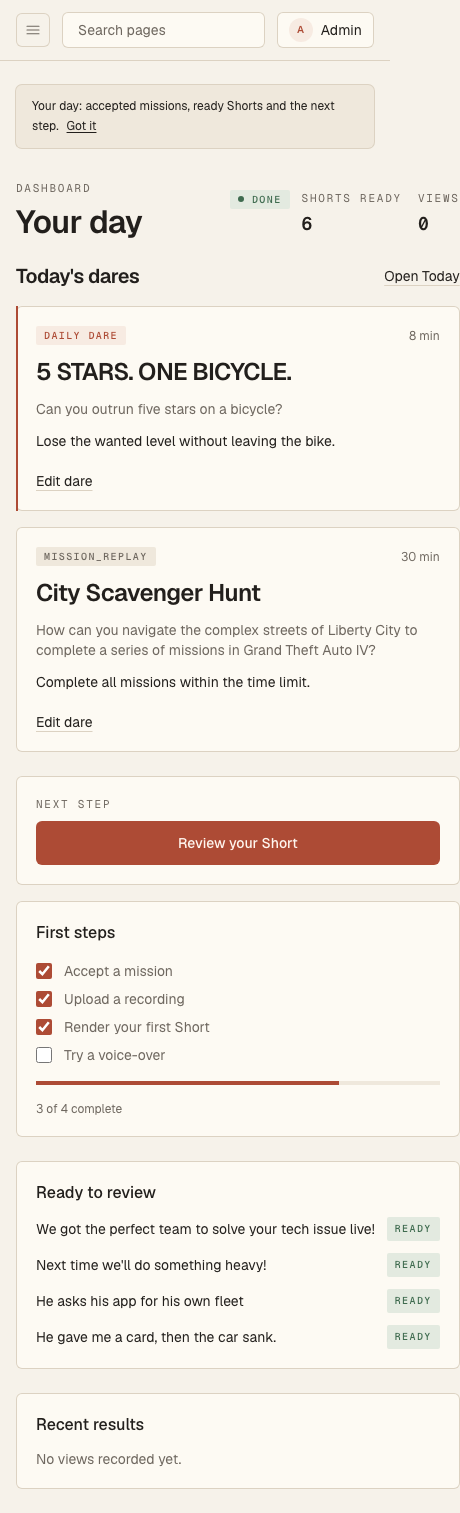 Search pages
A
Admin
Your day: accepted missions, ready Shorts and the next
step. Got it
DASHBOARD
Your day
DONE
SHORTS READY
6
VIEWS
0
Today's dares
Open Today
DAILY DARE
8 min
5 STARS. ONE BICYCLE.
Can you outrun five stars on a bicycle?
Lose the wanted level without leaving the bike.
Edit dare
MISSION_REPLAY
30 min
City Scavenger Hunt
How can you navigate the complex streets of Liberty City to
complete a series of missions in Grand Theft Auto IV?
Complete all missions within the time limit.
Edit dare
NEXT STEP
Review your Short
First steps
Accept a mission
Upload a recording
Render your first Short
Try a voice-over
3 of 4 complete
Ready to review
We got the perfect team to solve your tech issue live!
READY
Next time we'll do something heavy!
READY
He asks his app for his own fleet
READY
He gave me a card, then the car sank.
READY
Recent results
No views recorded yet.